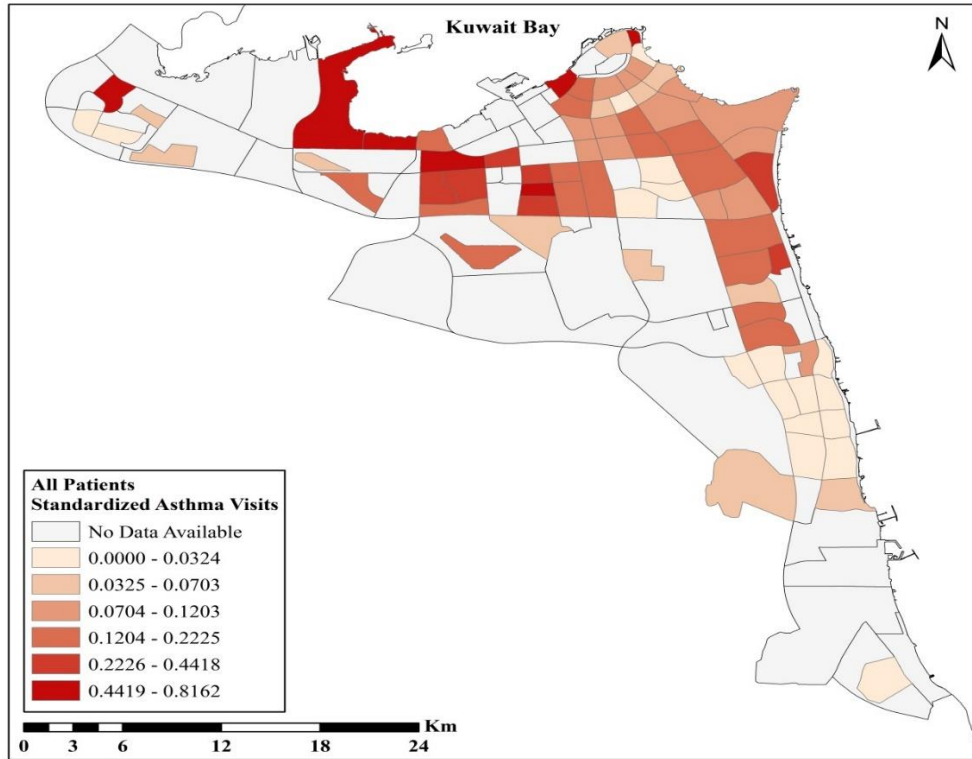 Kuwait Bay
N
All Patients
Standardized Asthma Visits
No Data Available
0.0000 - 0.0324
0.0325 - 0.0703
0.0704 - 0.1203
0.1204 - 0.2225
0.2226 - 0.4418
0.4419 - 0.8162
Km
0 3 6 12 18 24